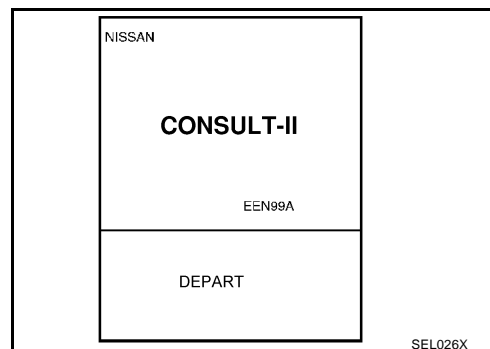 NISSAN
CONSULT-II
EEN99A
DEPART
SEL026X